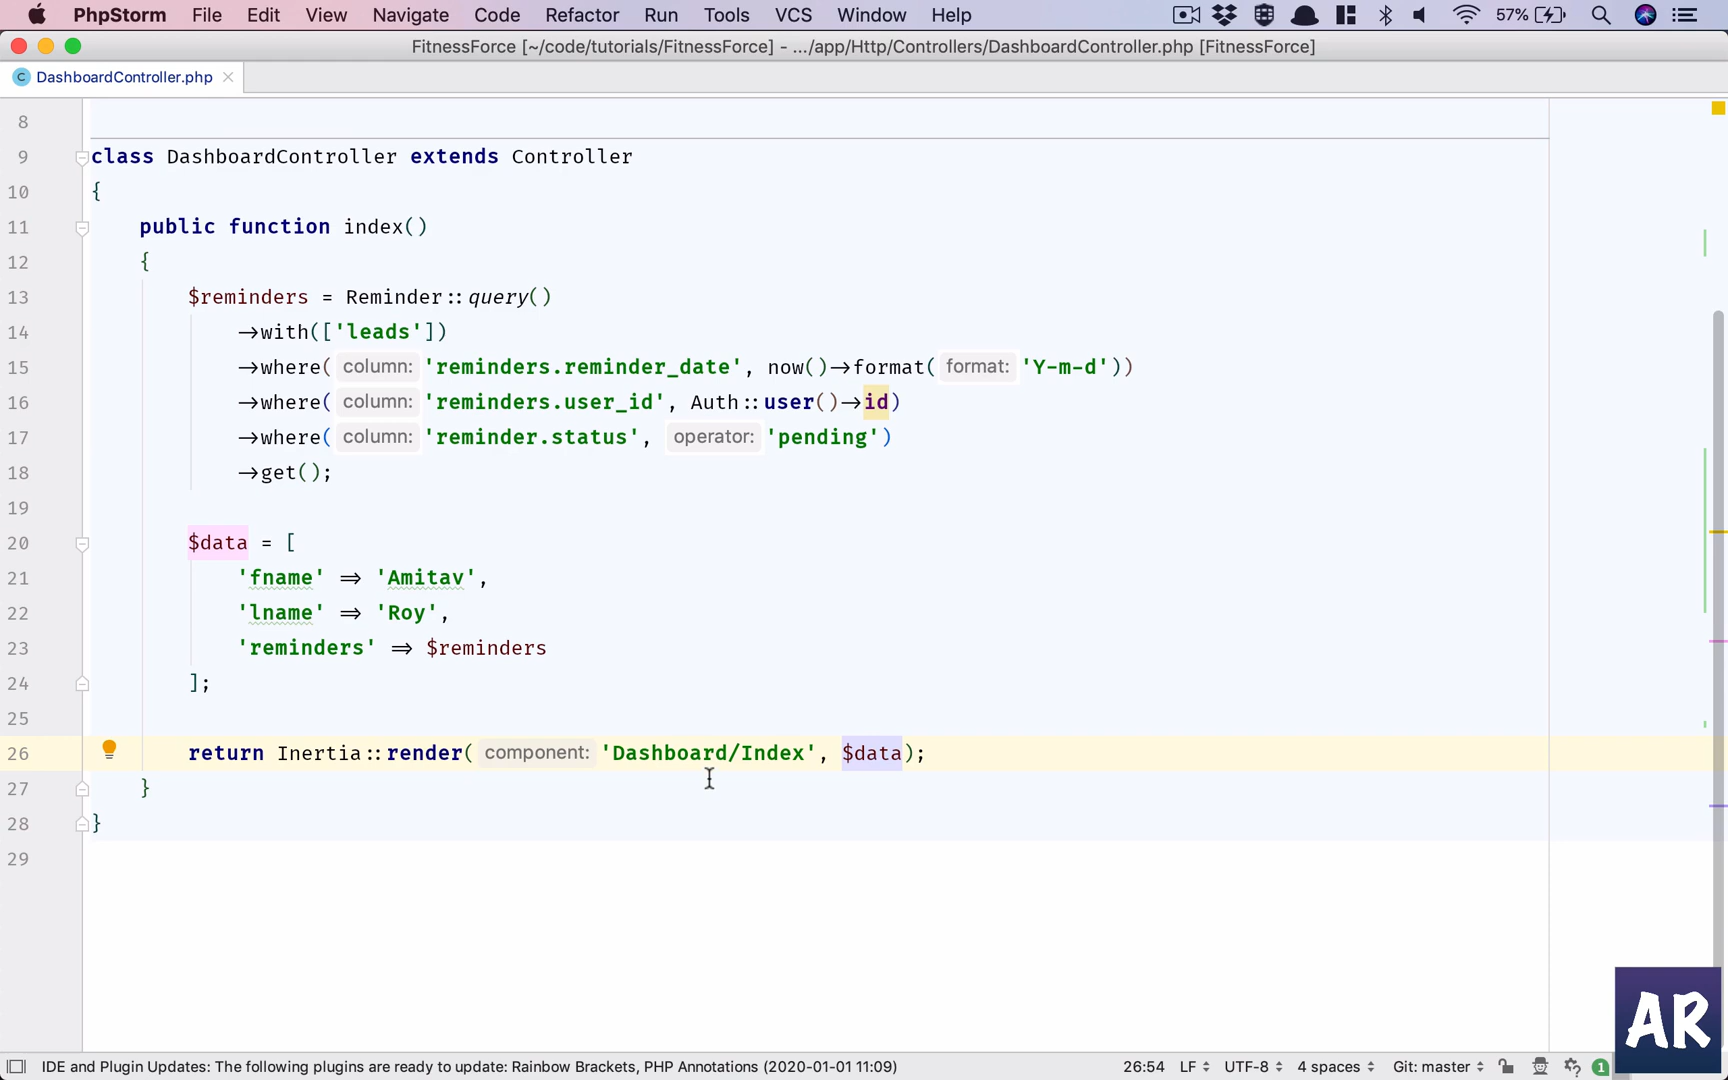 PhpStorm File Edit View Navigate Code Refactor Run Tools VCS Window Help 57%
FitnessForce [~/code/tutorials/FitnessForce] - .../app/Http/Controllers/DashboardController.php [FitnessForce]
C DashboardController.php
8
9 class DashboardController extends Controller
10 {
11 public function index()
12 {
13 $reminders = Reminder::query()
14 ->with(['leads'])
15 ->where( column: 'reminders.reminder_date', now()->format( format: 'Y-m-d'))
16 ->where( column: 'reminders.user_id', Auth::user()->id)
17 ->where( column: 'reminder.status', operator: 'pending')
18 ->get();
19
20 $data = [
21 'fname' => 'Amitav',
22 'lname' => 'Roy',
23 'reminders' => $reminders
24 ];
25
26 return Inertia::render( component: 'Dashboard/Index', $data);
27 }
28 }
29
AR
IDE and Plugin Updates: The following plugins are ready to update: Rainbow Brackets, PHP Annotations (2020-01-01 11:09) 26:54 LF UTF-8 4 spaces Git: master 1